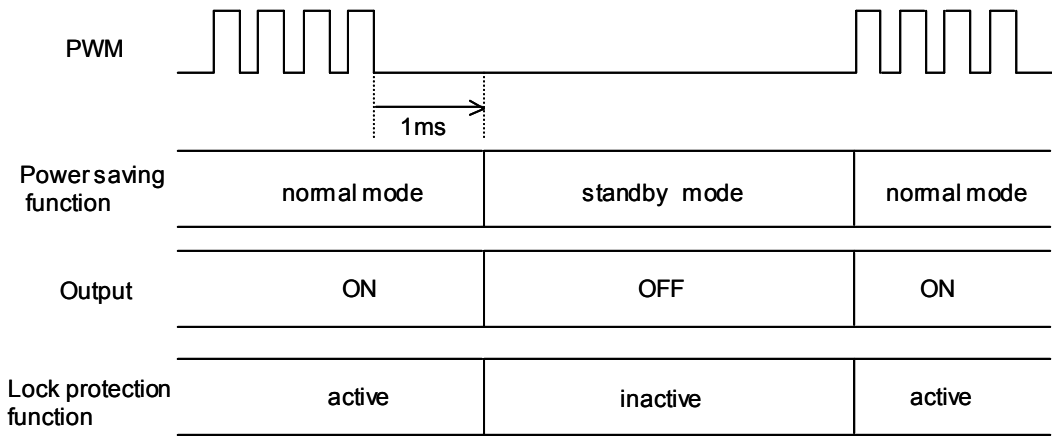 PWM
1ms
Power saving
function
normal mode
standby mode
normal mode
Output
ON
OFF
ON
Lock protection
function
active
inactive
active